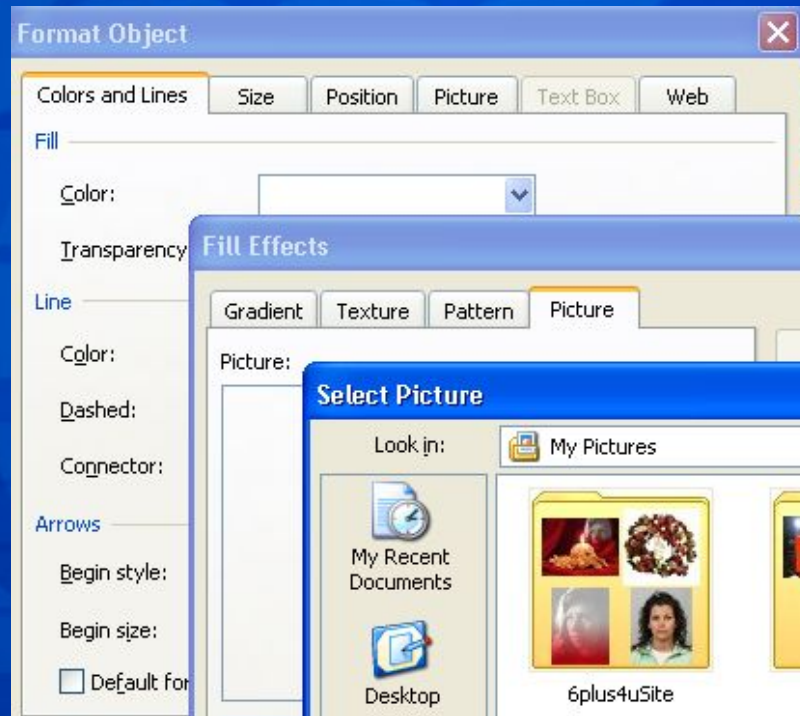 Format Object
Colors and Lines Size Position Picture Text Box Web
Fill
Color:
Transparency
Fill Effects
Gradient Texture Pattern Picture
Line
Color:
Picture:
Select Picture
Dashed:
Look in: My Pictures
Connector:
Arrows
My Recent
Documents
Begin style:
Begin size:
Default for
Desktop
6plus4uSite